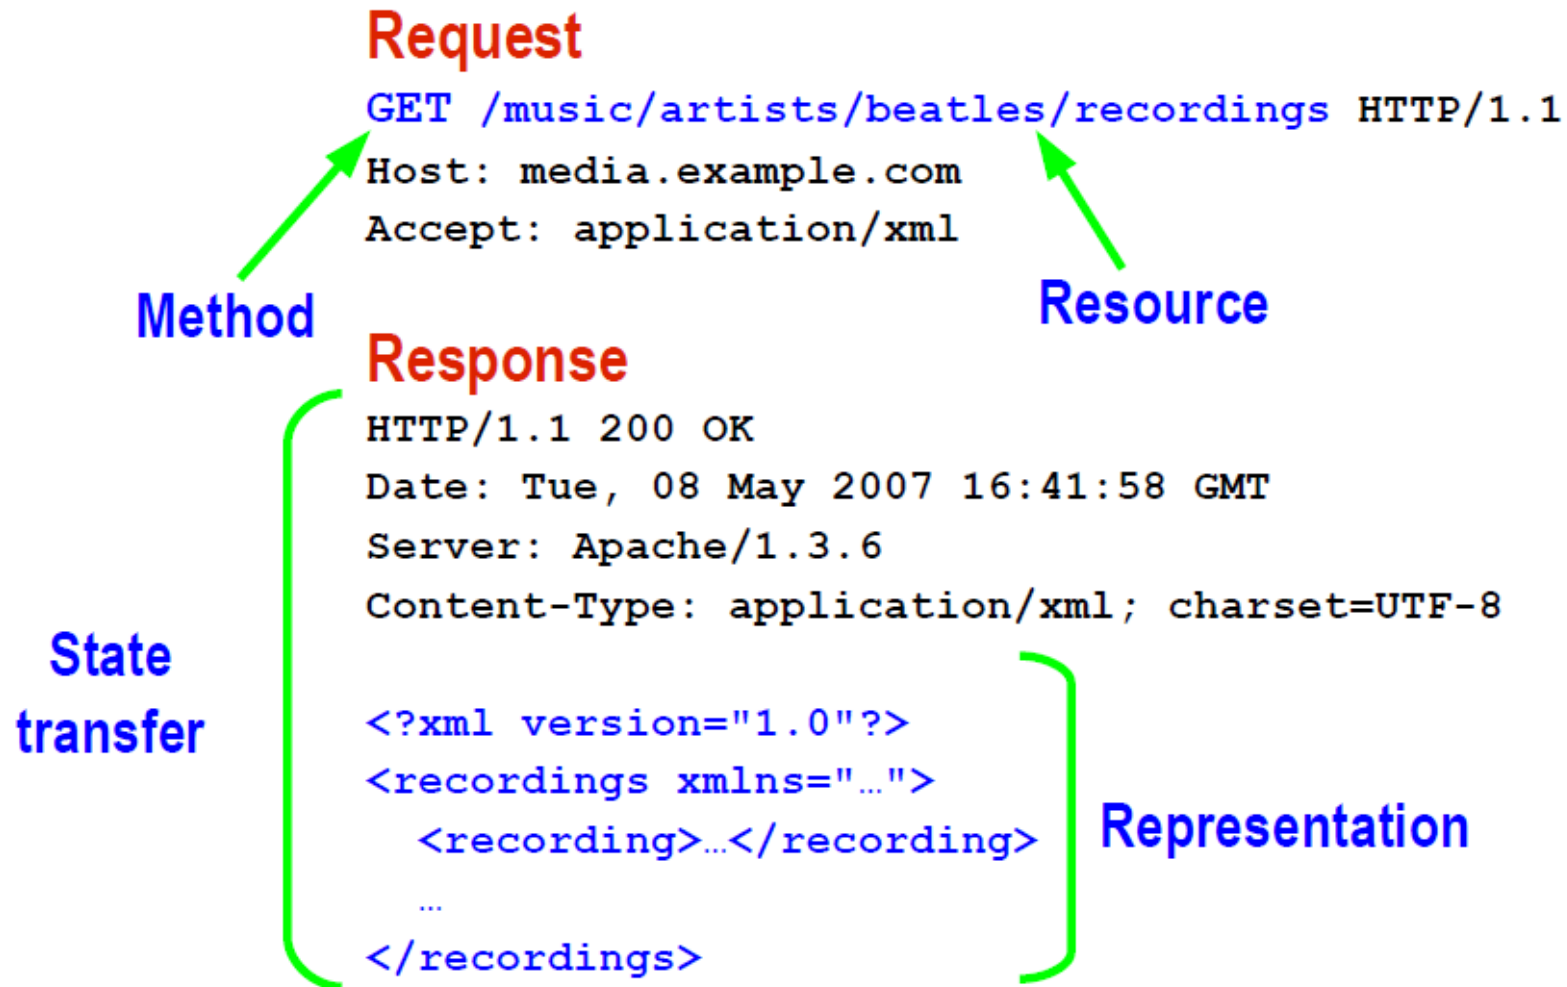 Request
GET /music/artists/beatles/recordings HTTP/1.1
Host: media.example.com
Accept: application/xml
Method
Resource
Response
HTTP/1.1 200 OK
Date: Tue, 08 May 2007 16:41:58 GMT
Server: Apache/1.3.6
Content-Type: application/xml; charset=UTF-8
State
transfer
<?xml version="1.0"?>
<recordings xmlns="…">
<recording>…</recording>
…
</recordings>
Representation